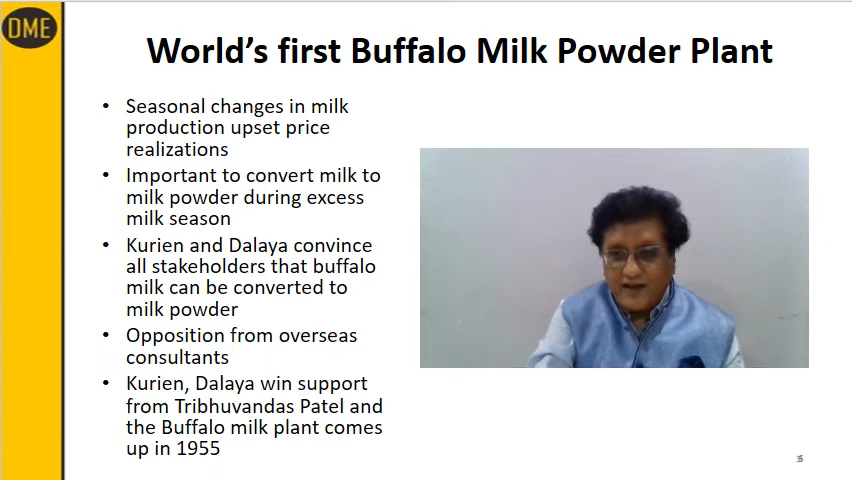 DME
World's first Buffalo Milk Powder Plant
• Seasonal changes in milk
production upset price
realizations
• Important to convert milk to
milk powder during excess
milk season
• Kurien and Dalaya convince
all stakeholders that buffalo
milk can be converted to
milk powder
• Opposition from overseas
consultants
• Kurien, Dalaya win support
from Tribhuvandas Patel and
the Buffalo milk plant comes
up in 1955